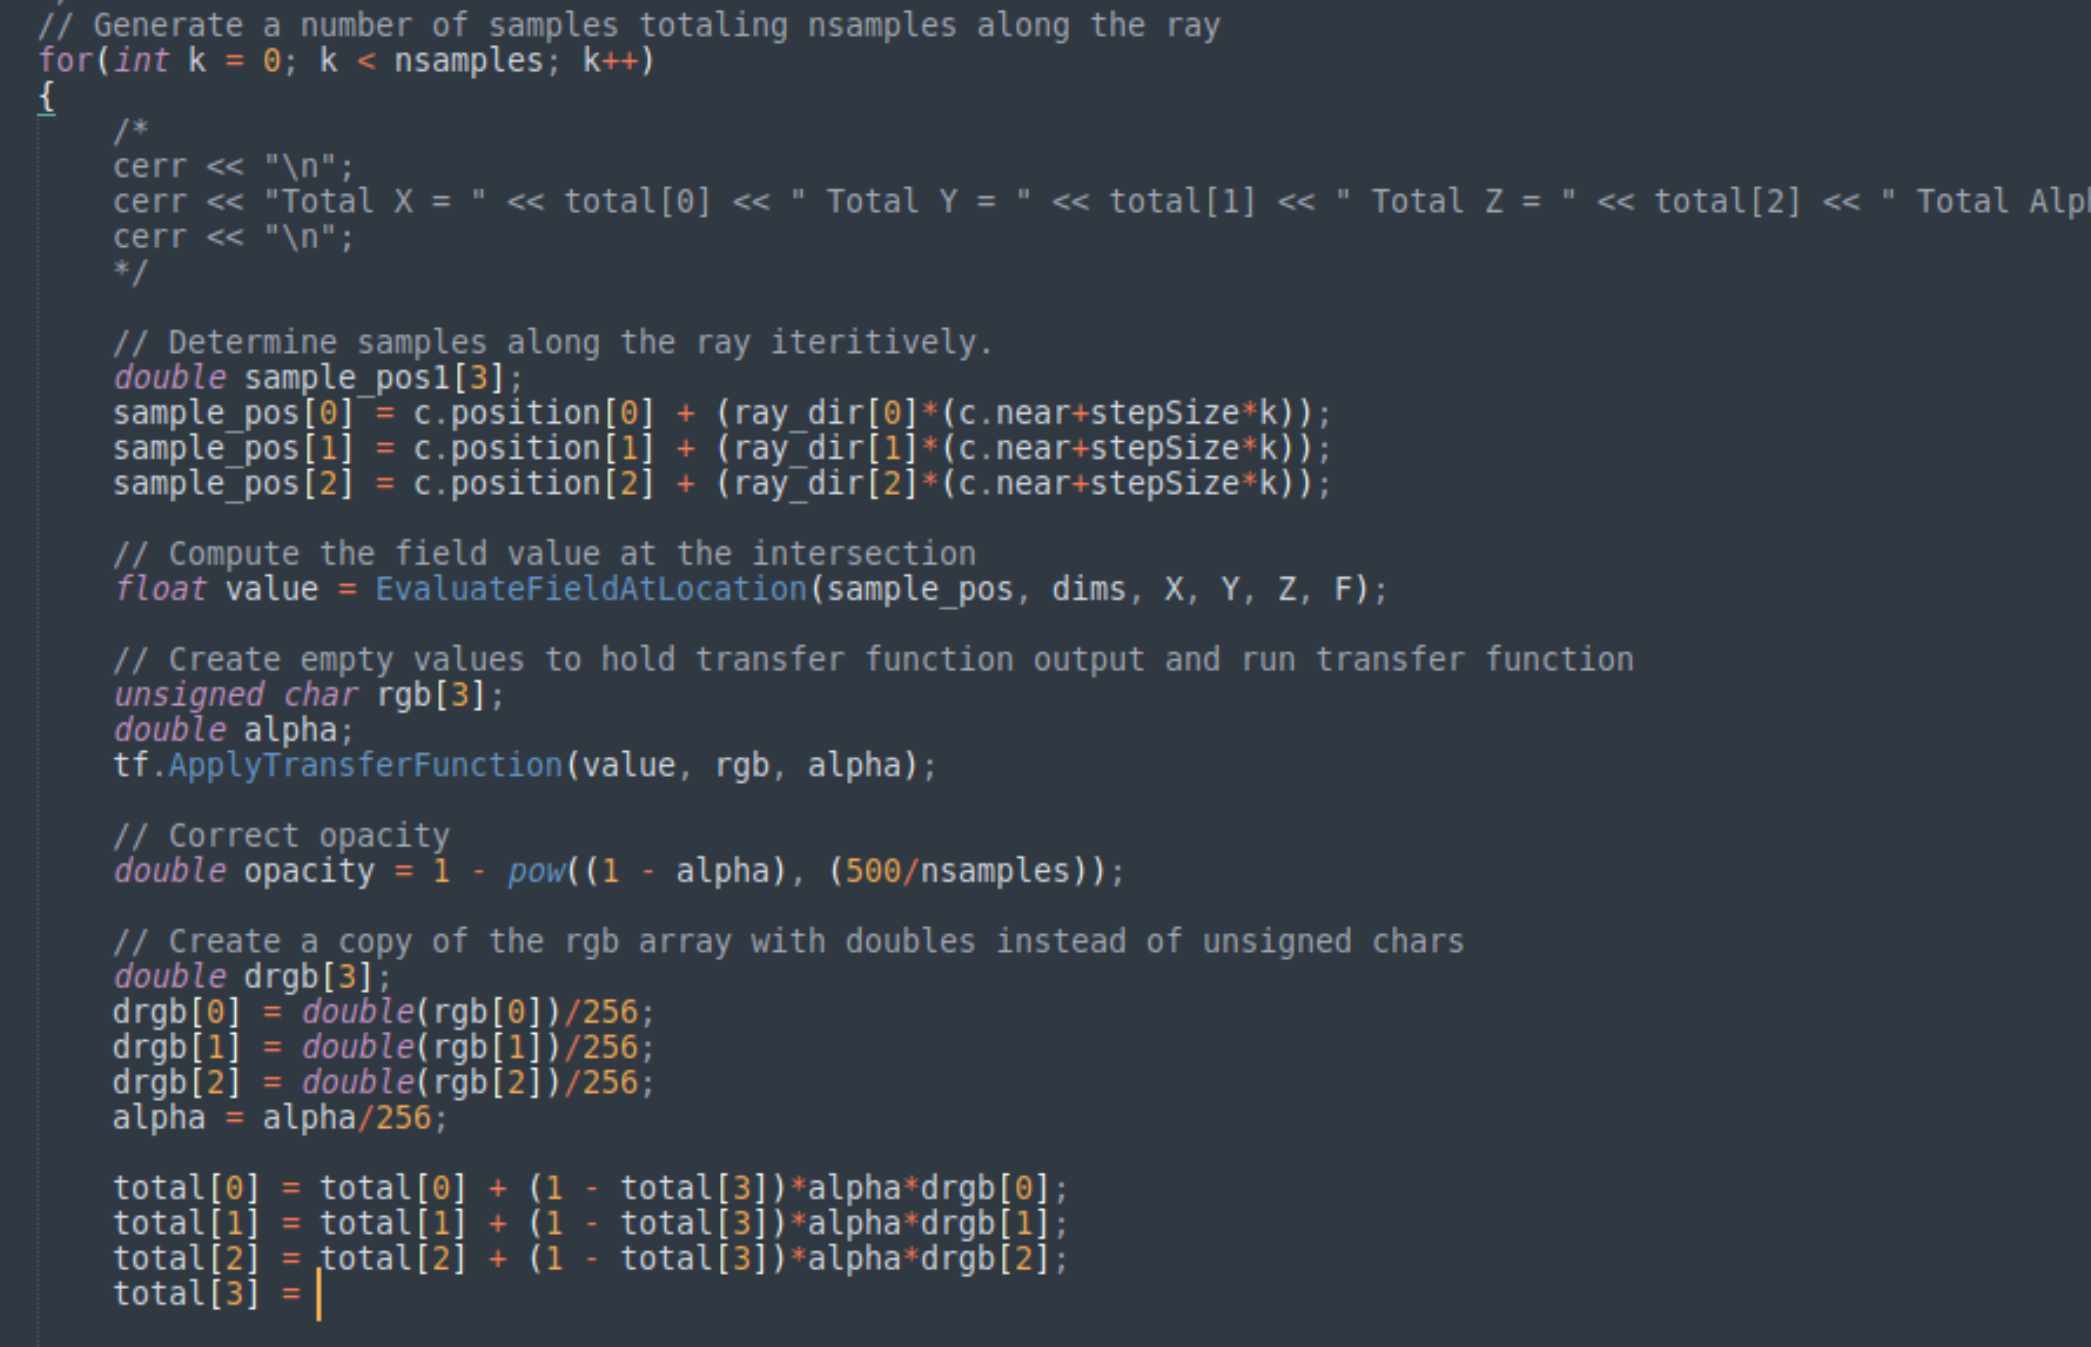 // Generate a number of samples totaling nsamples along the ray
for(int k = 0; k < nsamples; k++)
{
/*
cerr << "\n";
cerr << "Total X = " << total[0] << " Total Y = " << total[1] << " Total Z = " << total[2] << " Total Alph
cerr << "\n";
*/
// Determine samples along the ray iteritively.
double sample_pos1[3];
sample_pos[0] = c.position[0] + (ray_dir[0]*(c.near+stepSize*k));
sample_pos[1] = c.position[1] + (ray_dir[1]*(c.near+stepSize*k));
sample_pos[2] = c.position[2] + (ray_dir[2]*(c.near+stepSize*k));
// Compute the field value at the intersection
float value = EvaluateFieldAtLocation(sample_pos, dims, X, Y, Z, F);
// Create empty values to hold transfer function output and run transfer function
unsigned char rgb[3];
double alpha;
tf.ApplyTransferFunction(value, rgb, alpha);
// Correct opacity
double opacity = 1 - pow((1 - alpha), (500/nsamples));
// Create a copy of the rgb array with doubles instead of unsigned chars
double drgb[3];
drgb[0] = double(rgb[0])/256;
drgb[1] = double(rgb[1])/256;
drgb[2] = double(rgb[2])/256;
alpha = alpha/256;
total[0] = total[0] + (1 - total[3])*alpha*drgb[0];
total[1] = total[1] + (1 - total[3])*alpha*drgb[1];
total[2] = total[2] + (1 - total[3])*alpha*drgb[2];
total[3] =